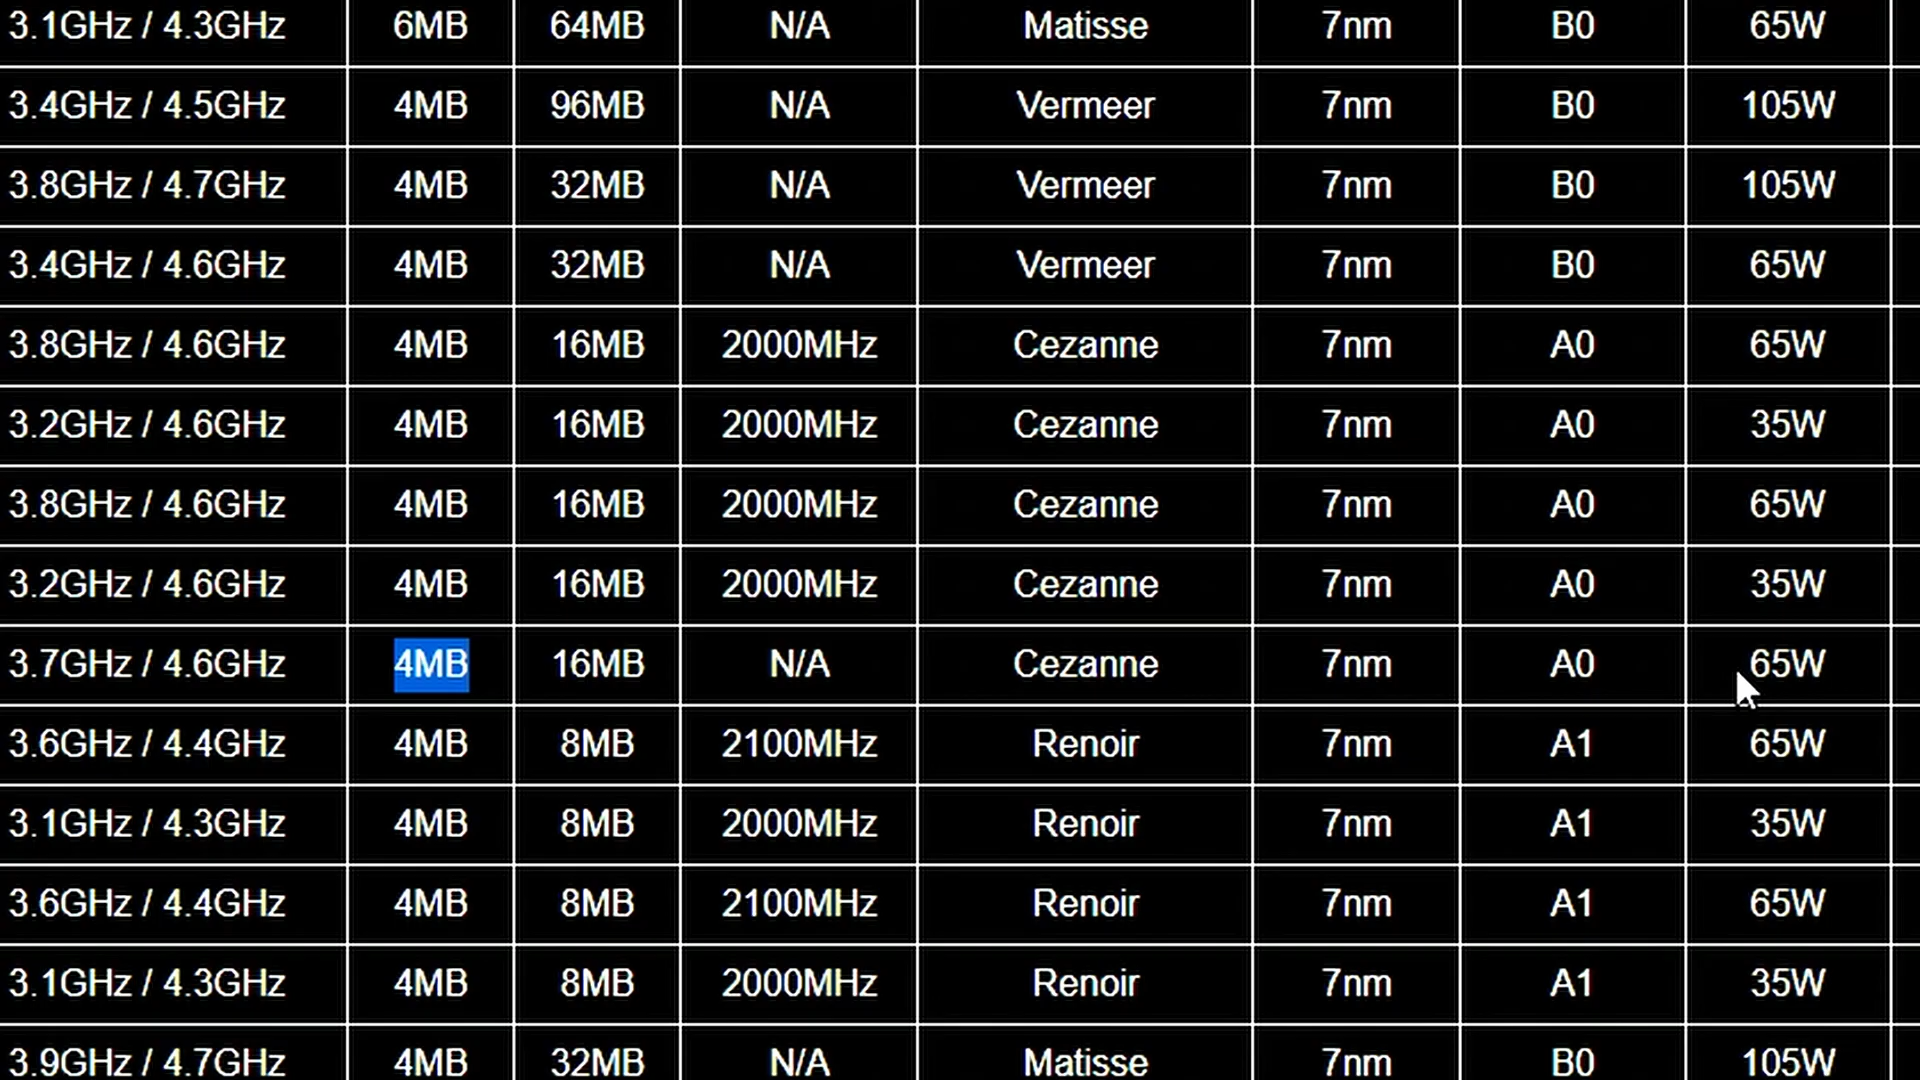 3.1GHz / 4.3GHz 6MB 64MB N/A Matisse 7nm B0 65W
3.4GHz / 4.5GHz 4MB 96MB N/A Vermeer 7nm B0 105W
3.8GHz / 4.7GHz 4MB 32MB N/A Vermeer 7nm B0 105W
3.4GHz / 4.6GHz 4MB 32MB N/A Vermeer 7nm B0 65W
3.8GHz / 4.6GHz 4MB 16MB 2000MHz Cezanne 7nm A0 65W
3.2GHz / 4.6GHz 4MB 16MB 2000MHz Cezanne 7nm A0 35W
3.8GHz / 4.6GHz 4MB 16MB 2000MHz Cezanne 7nm A0 65W
3.2GHz / 4.6GHz 4MB 16MB 2000MHz Cezanne 7nm A0 35W
3.7GHz / 4.6GHz 4MB 16MB N/A Cezanne 7nm A0 65W
3.6GHz / 4.4GHz 4MB 8MB 2100MHz Renoir 7nm A1 65W
3.1GHz / 4.3GHz 4MB 8MB 2000MHz Renoir 7nm A1 35W
3.6GHz / 4.4GHz 4MB 8MB 2100MHz Renoir 7nm A1 65W
3.1GHz / 4.3GHz 4MB 8MB 2000MHz Renoir 7nm A1 35W
3.9GHz / 4.7GHz 4MB 32MB N/A Matisse 7nm B0 105W